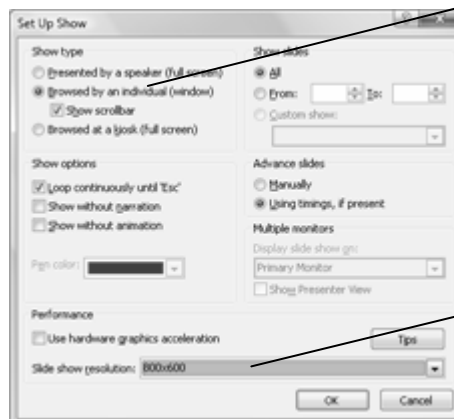 Set Up Show
Show type
Presented by a speaker (full screen)
Browsed by an individual (window)
Show scrollbar
Browsed at a kiosk (full screen)
Show slides
All
From: To:
Custom show:
Show options
Loop continuously until 'Esc'
Show without narration
Show without animation
Pen color:
Advance slides
Manually
Using timings, if present
Multiple monitors
Display slide show on:
Primary Monitor
Show Presenter View
Performance
Use hardware graphics acceleration
Tips
Slide show resolution: 800x600
OK Cancel